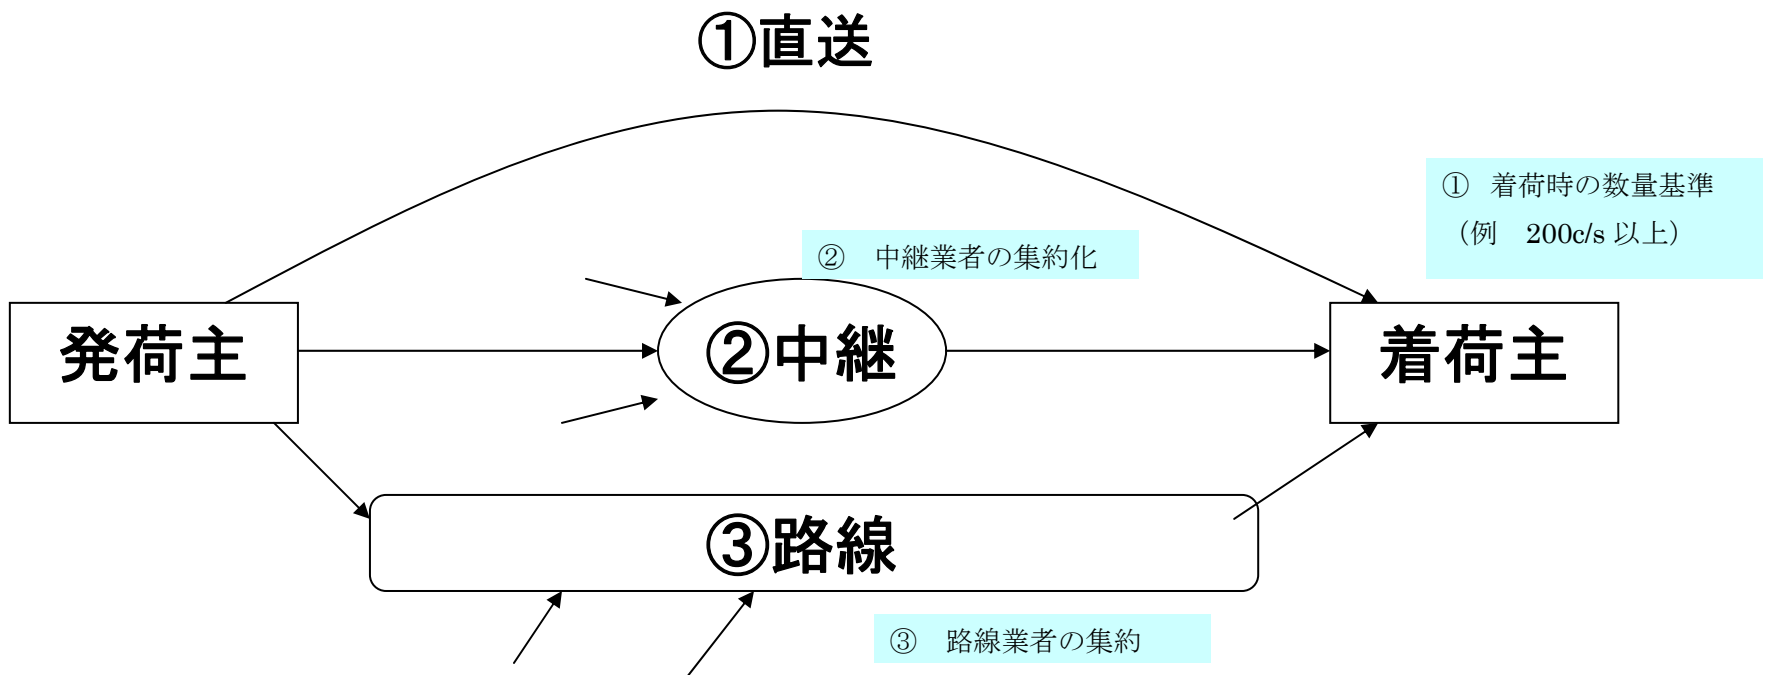 ①直送
① 着荷時の数量基準
（例　200c/s 以上）
②　中継業者の集約化
発荷主
②中継
着荷主
③路線
③　路線業者の集約